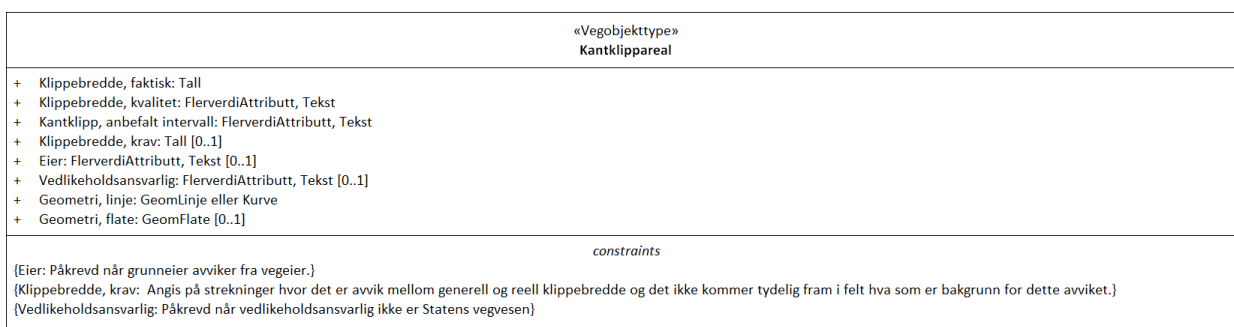 «Vegobjekttype»
Kantklippareal
+ Klippebredde, faktisk: Tall
+ Klippebredde, kvalitet: FlerverdiAttributt, Tekst
+ Kantklipp, anbefalt intervall: FlerverdiAttributt, Tekst
+ Klippebredde, krav: Tall [0..1]
+ Eier: FlerverdiAttributt, Tekst [0..1]
+ Vedlikeholdsansvarlig: FlerverdiAttributt, Tekst [0..1]
+ Geometri, linje: GeomLinje eller Kurve
+ Geometri, flate: GeomFlate [0..1]
constraints
{Eier: Påkrevd når grunneier avviker fra vegeier.}
{Klippebredde, krav:  Angis på strekninger hvor det er avvik mellom generell og reell klippebredde og det ikke kommer tydelig fram i felt hva som er bakgrunn for dette avviket.}
{Vedlikeholdsansvarlig: Påkrevd når vedlikeholdsansvarlig ikke er Statens vegvesen}